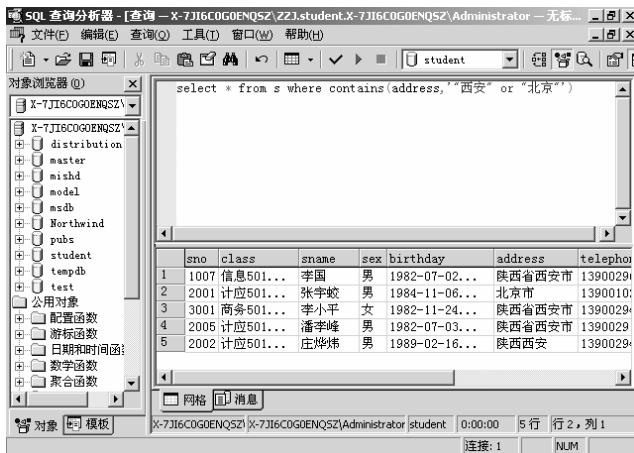 SQL 查询分析器 - [查询 — X-7JI6C0G0ENQSZ\ZZJ.student.X-7JI6C0G0ENQSZ\Administrator — 无标...
文件(F) 编辑(E) 查询(Q) 工具(T) 窗口(W) 帮助(H)
student
对象浏览器(O)
X-7JI6C0G0ENQSZ\
X-7JI6C0G0ENQSZ\
distribution
master
mishd
model
msdb
Northwind
pubs
student
tempdb
test
公用对象
配置函数
游标函数
日期和时间函
数学函数
聚合函数
对象 模板
select * from s where contains(address,'"西安" or "北京"')
sno class sname sex birthday address telephon
1 1007 信息501... 李国 男 1982-07-02... 陕西省西安市 1390029
2 2001 计应501... 张宇蛟 男 1984-11-06... 北京市 1390010
3 3001 商务501... 李小平 女 1982-11-24... 陕西省西安市 1390029
4 2005 计应501... 潘李峰 男 1982-07-03... 陕西省西安市 1390029
5 2002 计应501... 庄烨炜 男 1989-02-16... 陕西西安 1390029
网格 消息
X-7JI6C0G0ENQSZ\ X-7JI6C0G0ENQSZ\Administrator student 0:00:00 5 行 行 2, 列 1
连接: 1 NUM